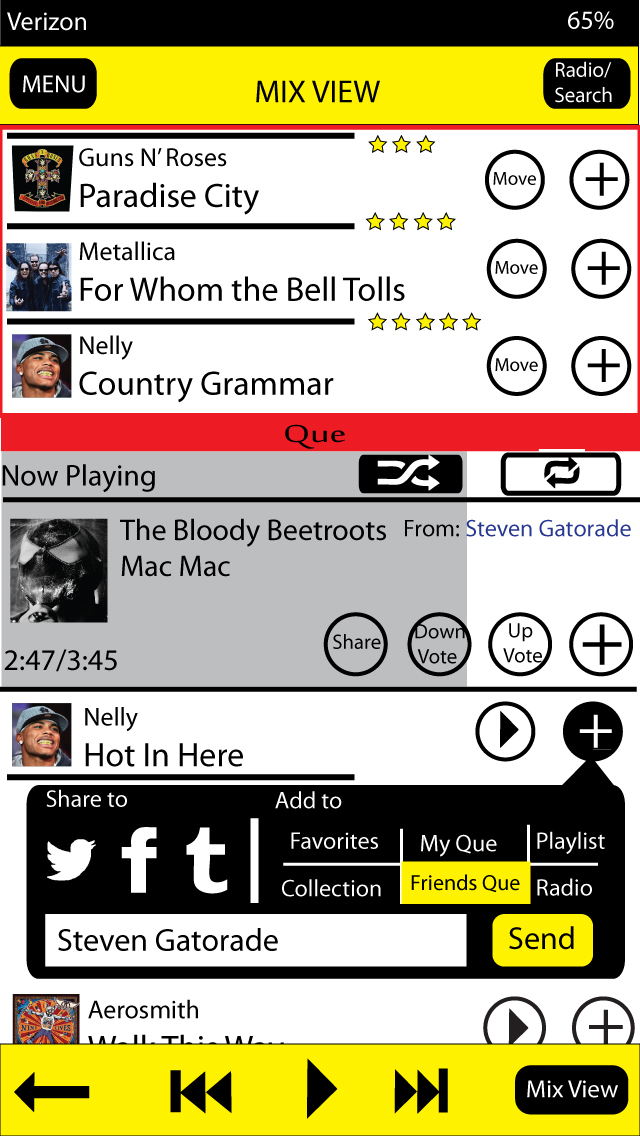 Verizon 65%
MENU MIX VIEW Radio/
Search
Guns N' Roses
Paradise City Move
Metallica
For Whom the Bell Tolls Move
Nelly
Country Grammar Move
Que
Now Playing
The Bloody Beetroots From: Steven Gatorade
Mac Mac
2:47/3:45 Share Down
Vote Up
Vote
Nelly
Hot In Here
Share to Add to
Favorites My Que Playlist
Collection Friends Que Radio
Steven Gatorade Send
Aerosmith
Walk This Way
Mix View